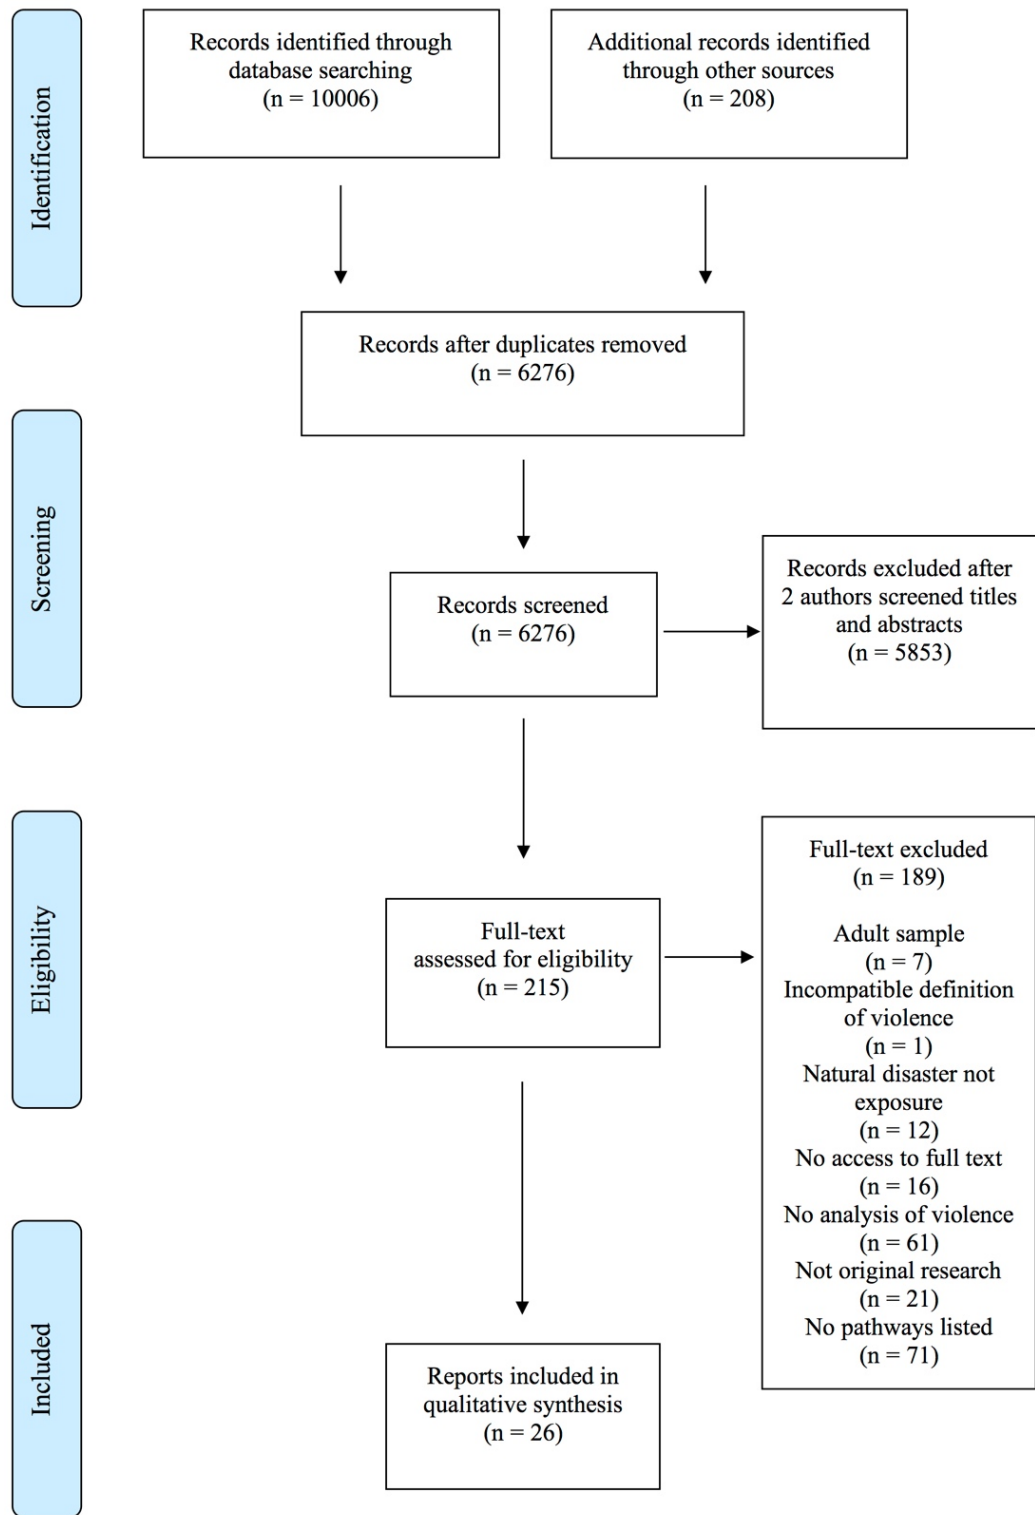 Identification
Records identified through
database searching
(n = 10006)
Additional records identified
through other sources
(n = 208)
Records after duplicates removed
(n = 6276)
Screening
Records screened
(n = 6276)
Records excluded after
2 authors screened titles
and abstracts
(n = 5853)
Eligibility
Full-text
assessed for eligibility
(n = 215)
Full-text excluded
(n = 189)
Adult sample
(n = 7)
Incompatible definition
of violence
(n = 1)
Natural disaster not
exposure
(n = 12)
No access to full text
(n = 16)
No analysis of violence
(n = 61)
Not original research
(n = 21)
No pathways listed
(n = 71)
Included
Reports included in
qualitative synthesis
(n = 26)